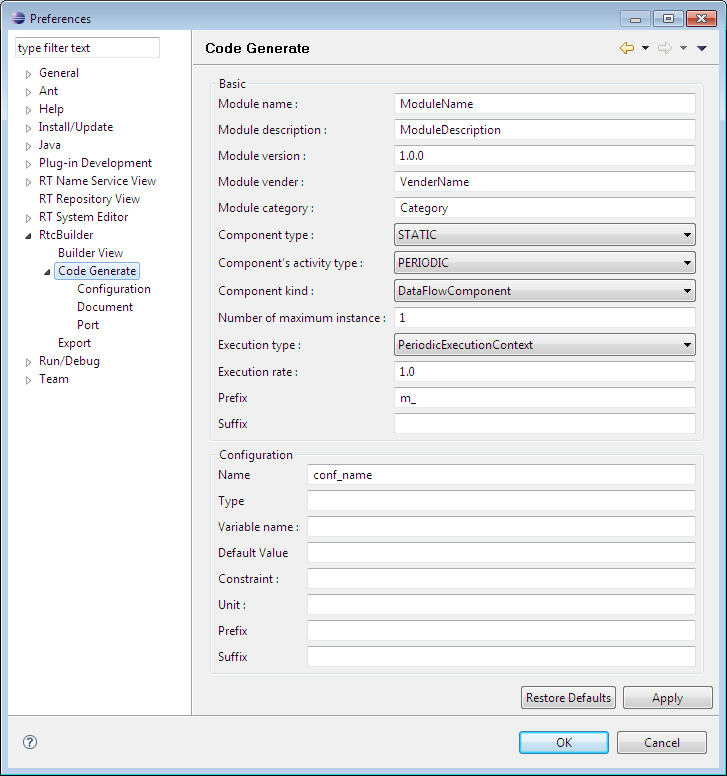 Preferences
type filter text
General
Ant
Help
Install/Update
Java
Plug-in Development
RT Name Service View
RT Repository View
RT System Editor
RtcBuilder
Builder View
Code Generate
Configuration
Document
Port
Export
Run/Debug
Team
Code Generate
Basic
Module name : ModuleName
Module description : ModuleDescription
Module version : 1.0.0
Module vender : VenderName
Module category : Category
Component type : STATIC
Component's activity type : PERIODIC
Component kind : DataFlowComponent
Number of maximum instance : 1
Execution type : PeriodicExecutionContext
Execution rate : 1.0
Prefix m_
Suffix
Configuration
Name conf_name
Type
Variable name :
Default Value
Constraint :
Unit :
Prefix
Suffix
Restore Defaults Apply
? OK Cancel